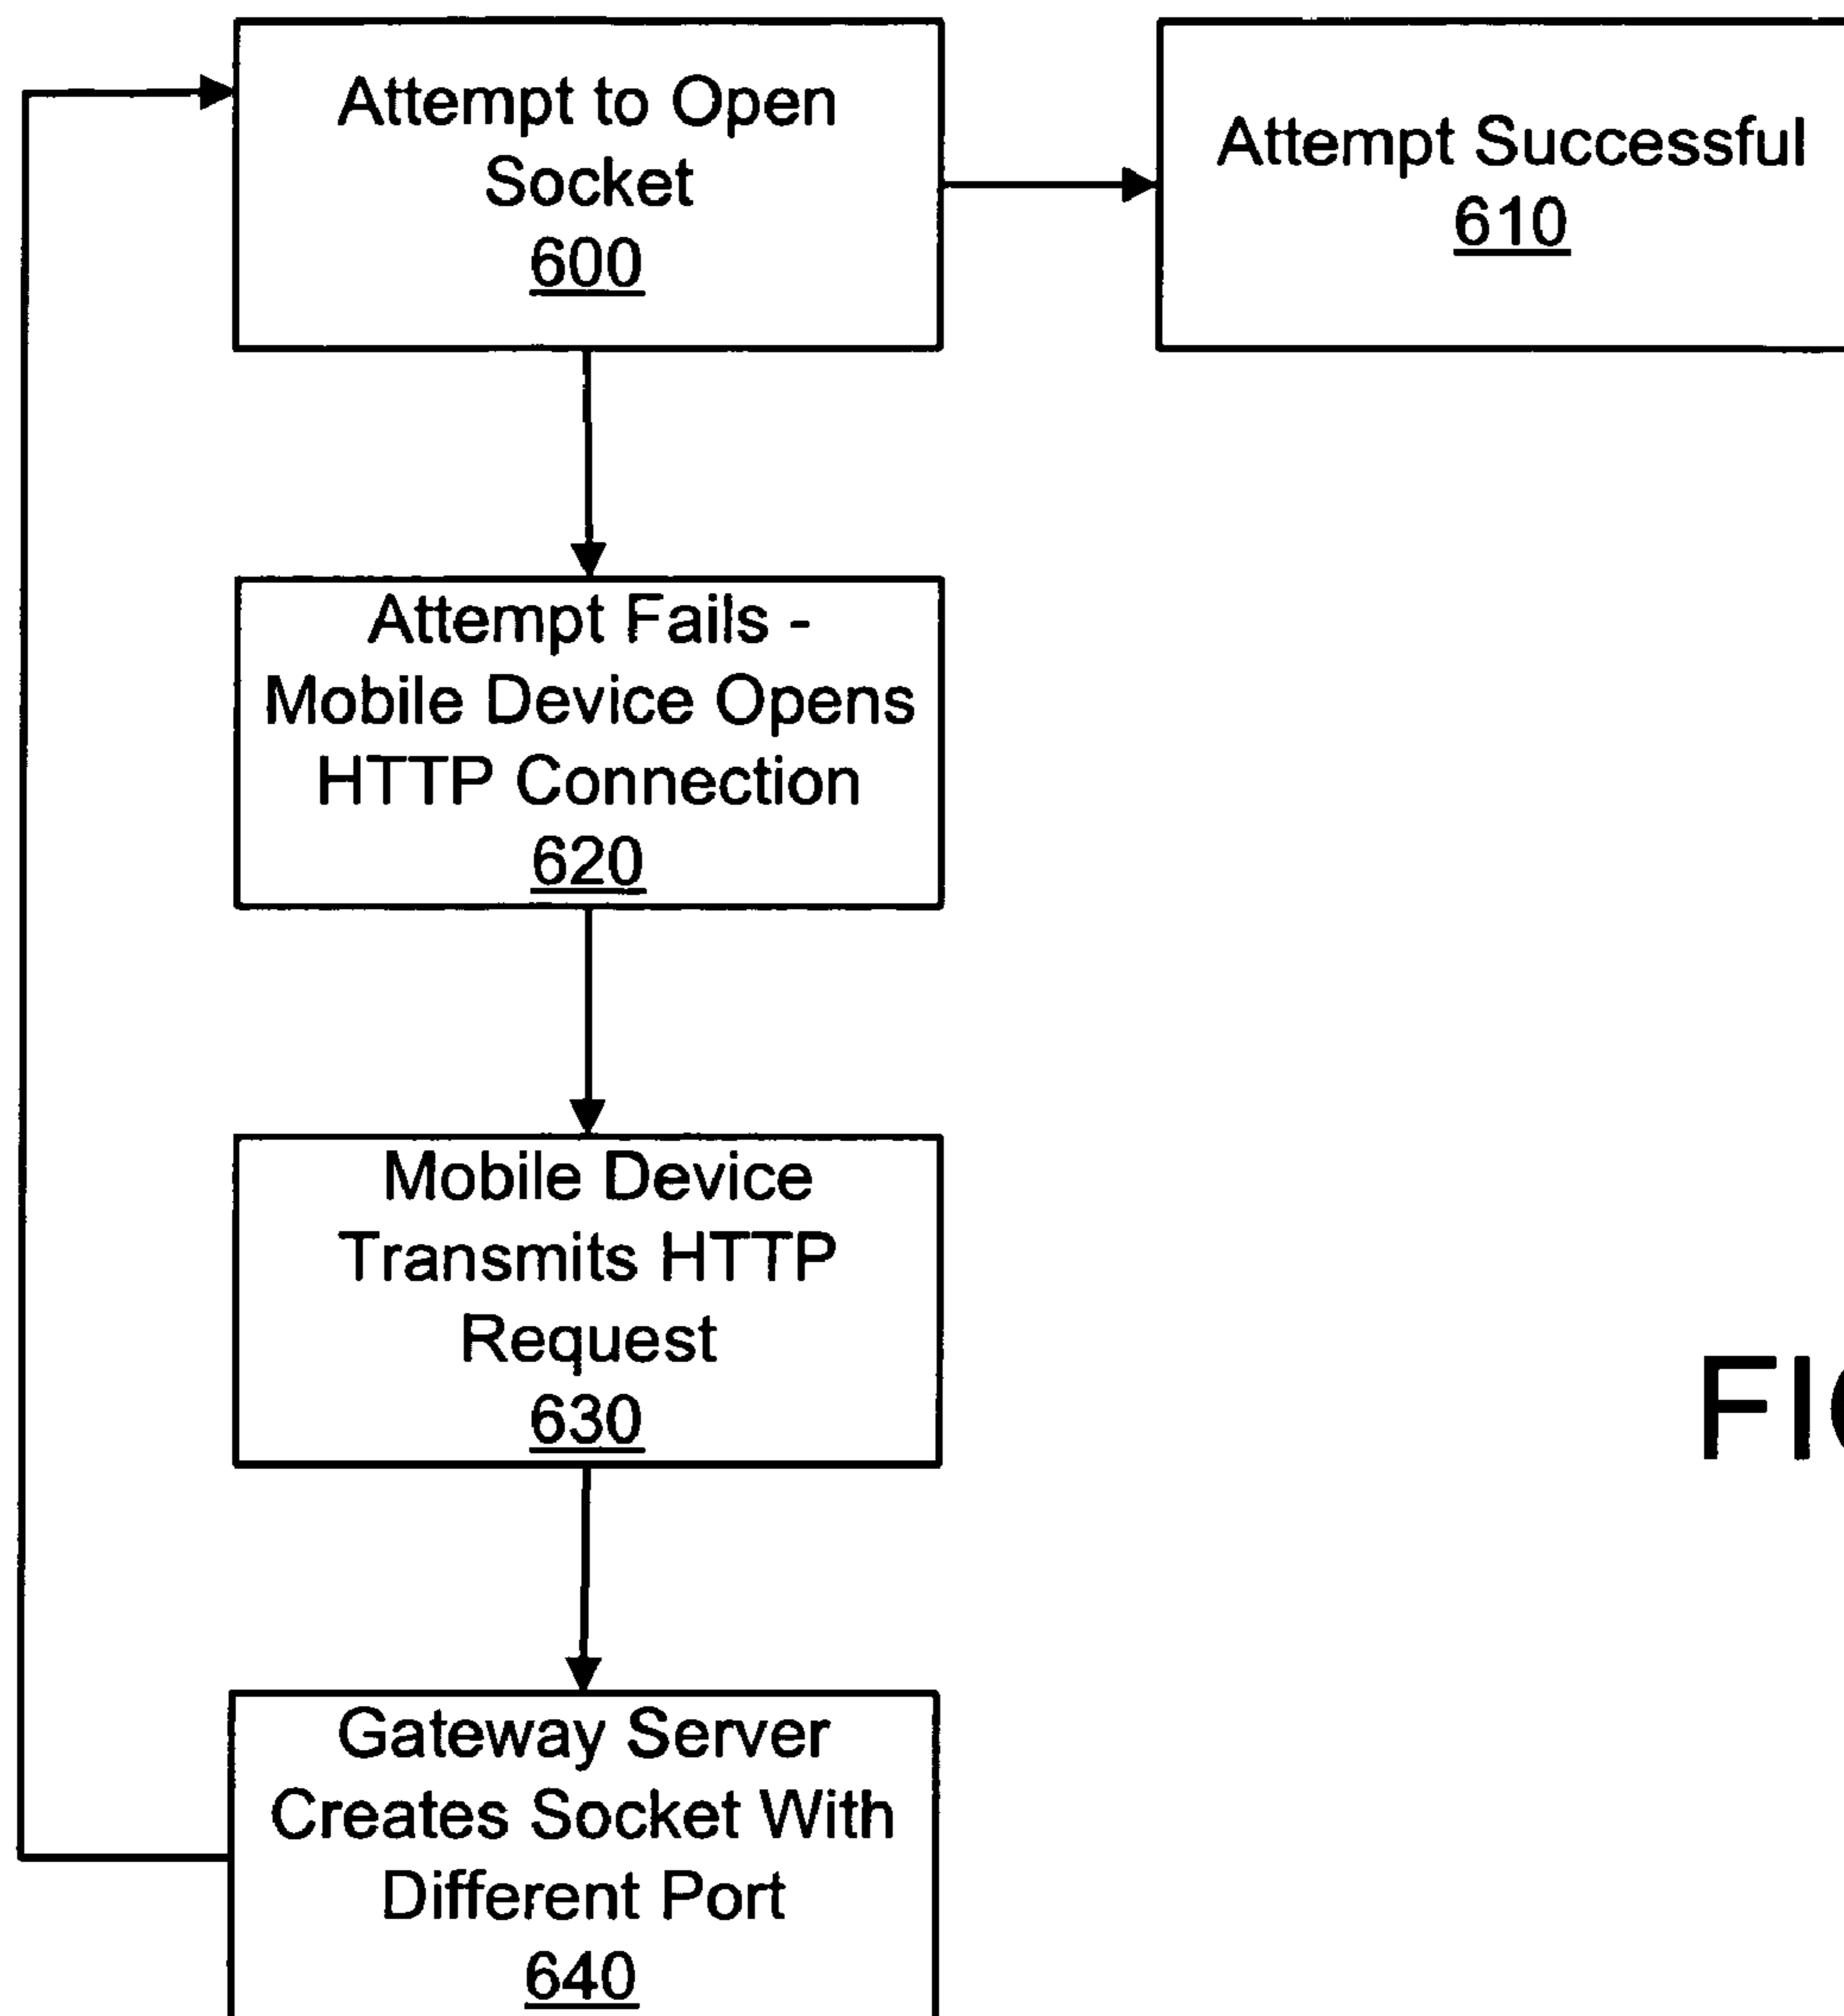 Attempt to Open
Socket
600
Attempt Successful
610
Attempt Fails -
Mobile Device Opens
HTTP Connection
620
Mobile Device
Transmits HTTP
Request
630
Gateway Server
Creates Socket With
Different Port
640